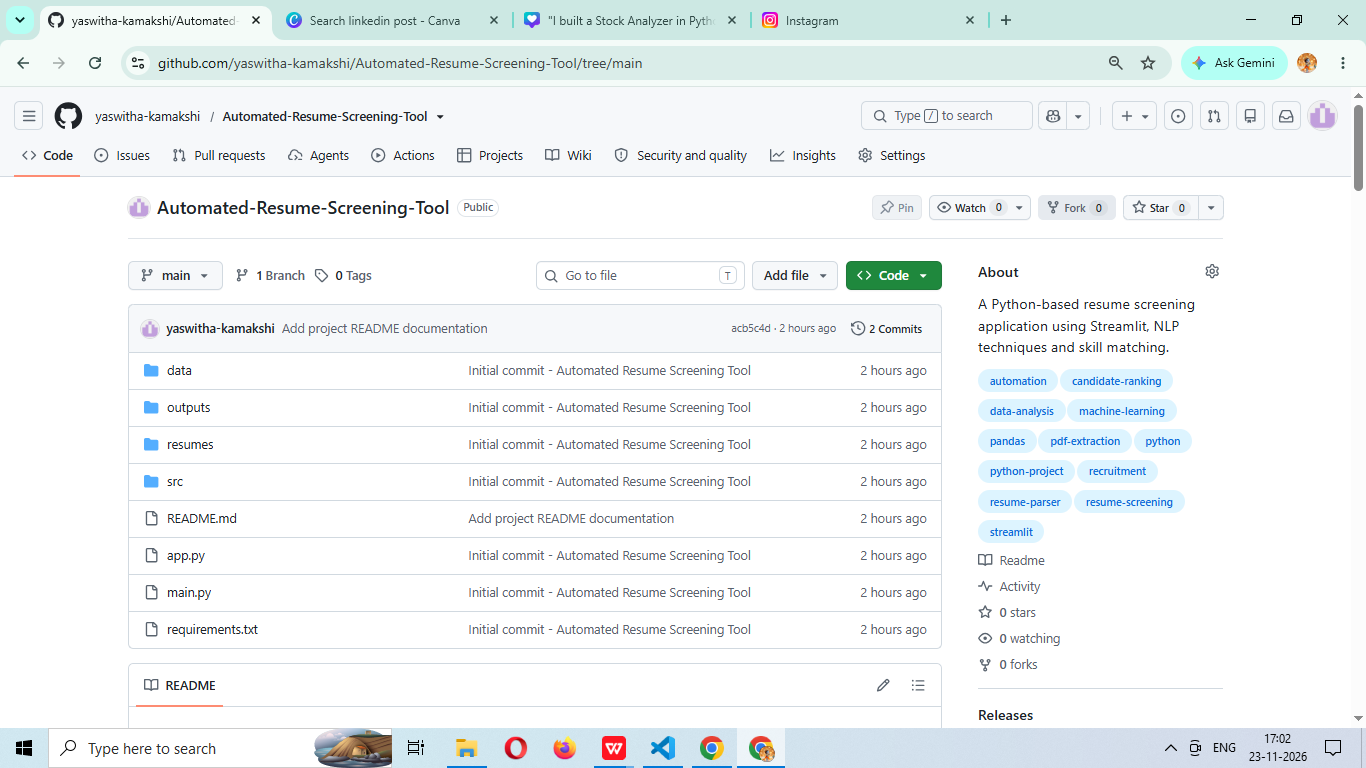 yaswitha-kamakshi/Automated-
Search linkedin post - Canva
"I built a Stock Analyzer in Pyth
Instagram
github.com/yaswitha-kamakshi/Automated-Resume-Screening-Tool/tree/main
Ask Gemini
yaswitha-kamakshi / Automated-Resume-Screening-Tool
Type / to search
Code Issues Pull requests Agents Actions Projects Wiki Security and quality Insights Settings
Automated-Resume-Screening-Tool Public
Pin Watch 0 Fork 0 Star 0
main 1 Branch 0 Tags
Go to file T Add file Code
yaswitha-kamakshi Add project README documentation acb5c4d · 2 hours ago 2 Commits
data Initial commit - Automated Resume Screening Tool 2 hours ago
outputs Initial commit - Automated Resume Screening Tool 2 hours ago
resumes Initial commit - Automated Resume Screening Tool 2 hours ago
src Initial commit - Automated Resume Screening Tool 2 hours ago
README.md Add project README documentation 2 hours ago
app.py Initial commit - Automated Resume Screening Tool 2 hours ago
main.py Initial commit - Automated Resume Screening Tool 2 hours ago
requirements.txt Initial commit - Automated Resume Screening Tool 2 hours ago
README
About
A Python-based resume screening
application using Streamlit, NLP
techniques and skill matching.
automation candidate-ranking
data-analysis machine-learning
pandas pdf-extraction python
python-project recruitment
resume-parser resume-screening
streamlit
Readme
Activity
0 stars
0 watching
0 forks
Releases
Type here to search
ENG
17:02
23-11-2026